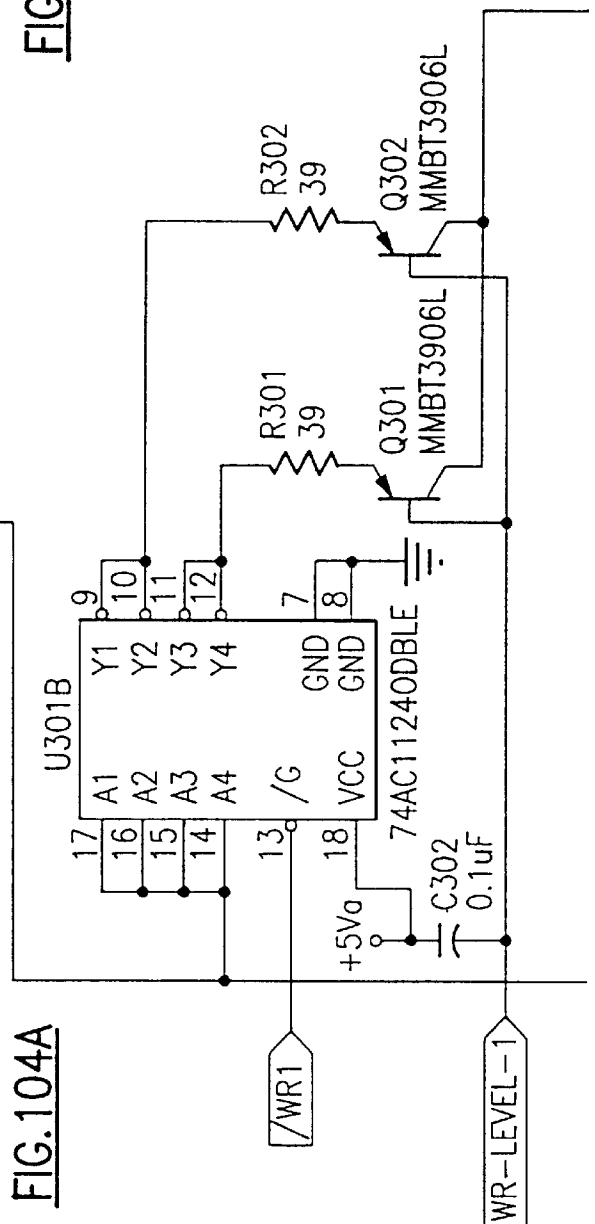 FIG.104A
FIG
U301B
17
A1
Y1
9
16
A2
Y2
10
15
A3
Y3
11
14
A4
Y4
12
13
/G
GND
7
18
VCC
GND
8
74AC11240DBLE
R301
39
R302
39
Q301
MMBT3906L
Q302
MMBT3906L
+5Va
C302
0.1uF
/WR1
WR-LEVEL-1